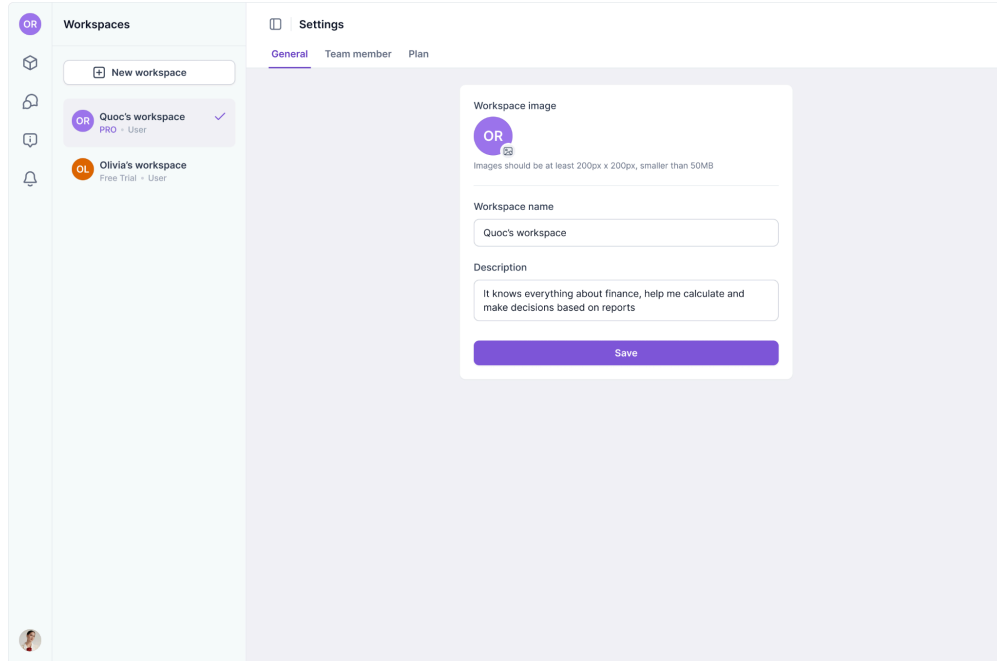 OR
Workspaces
New workspace
OR
Quoc's workspace
PRO • User
OL
Olivia's workspace
Free Trial • User
Settings
General Team member Plan
Workspace image
OR
Images should be at least 200px x 200px, smaller than 50MB
Workspace name
Quoc's workspace
Description
It knows everything about finance, help me calculate and
make decisions based on reports
Save